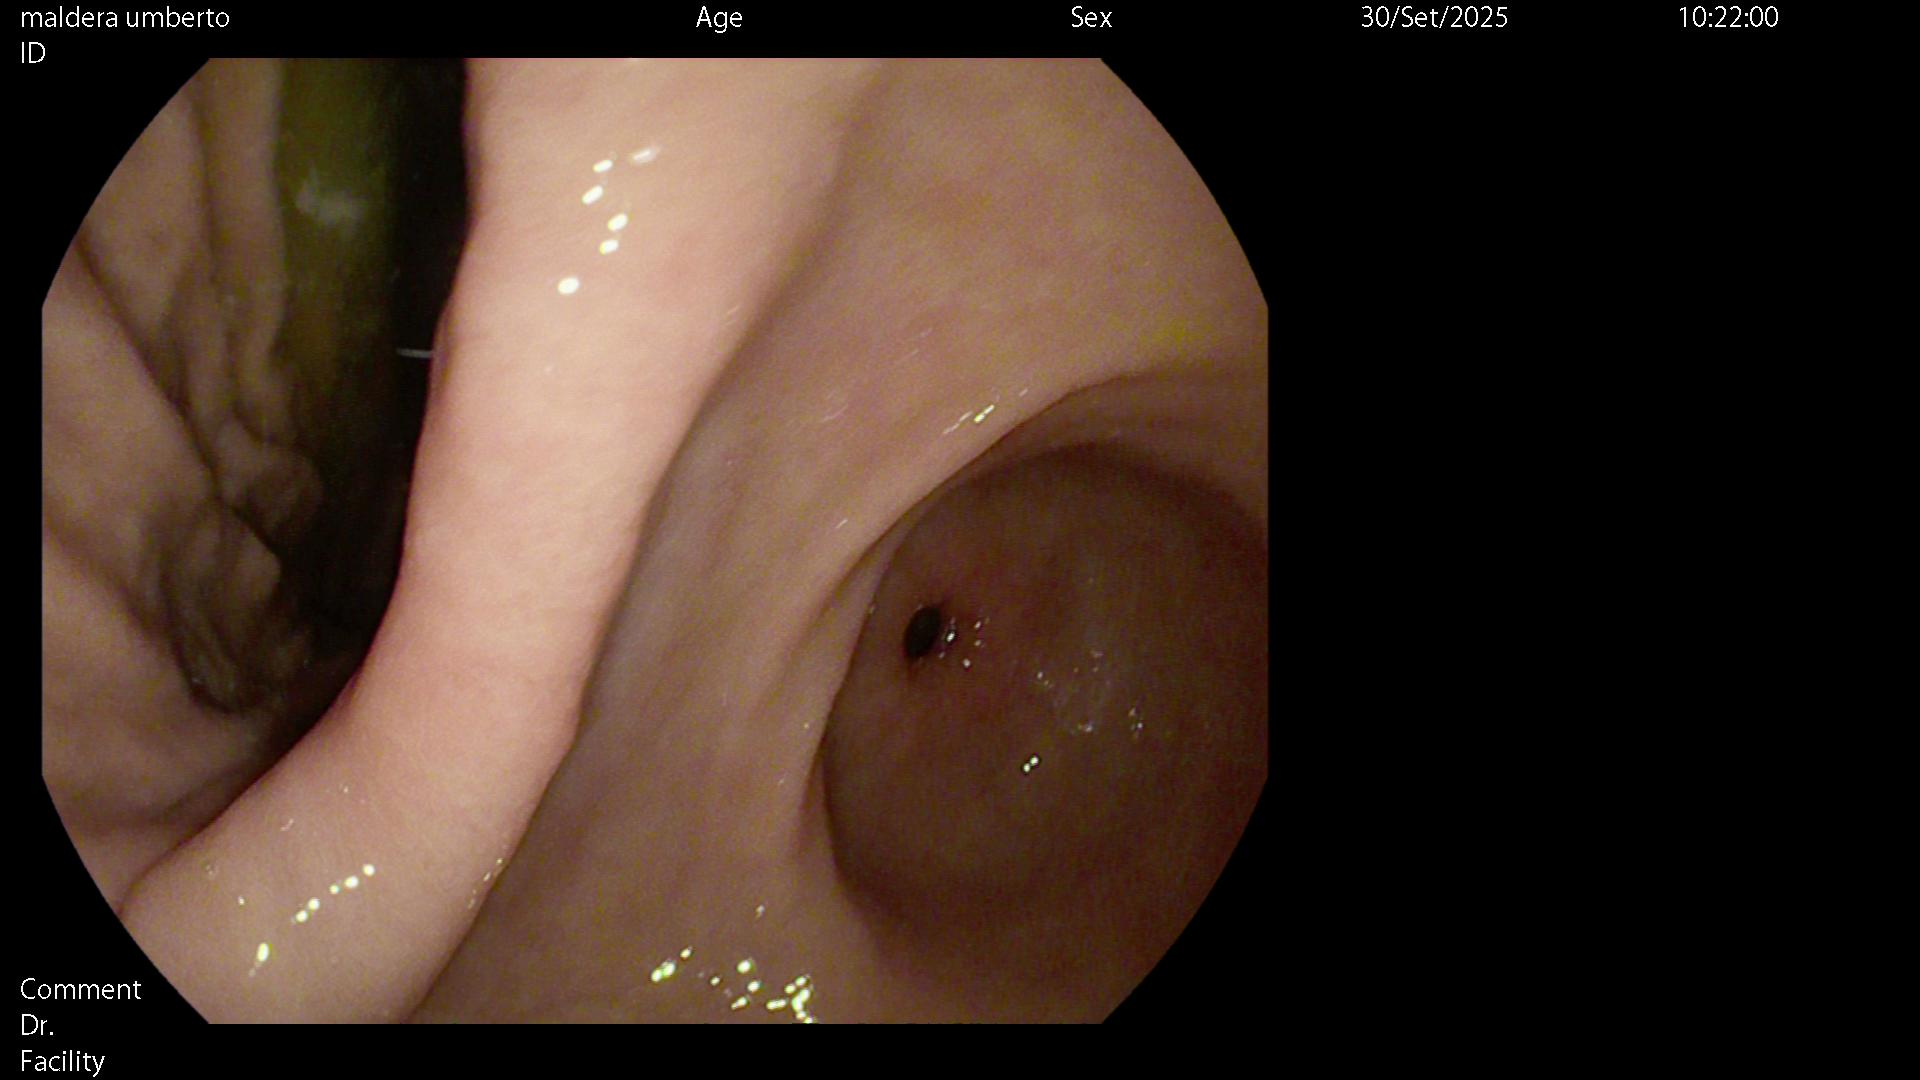 maldera umberto Age Sex 30/Set/2025 10:22:00
ID
Comment
Dr.
Facility